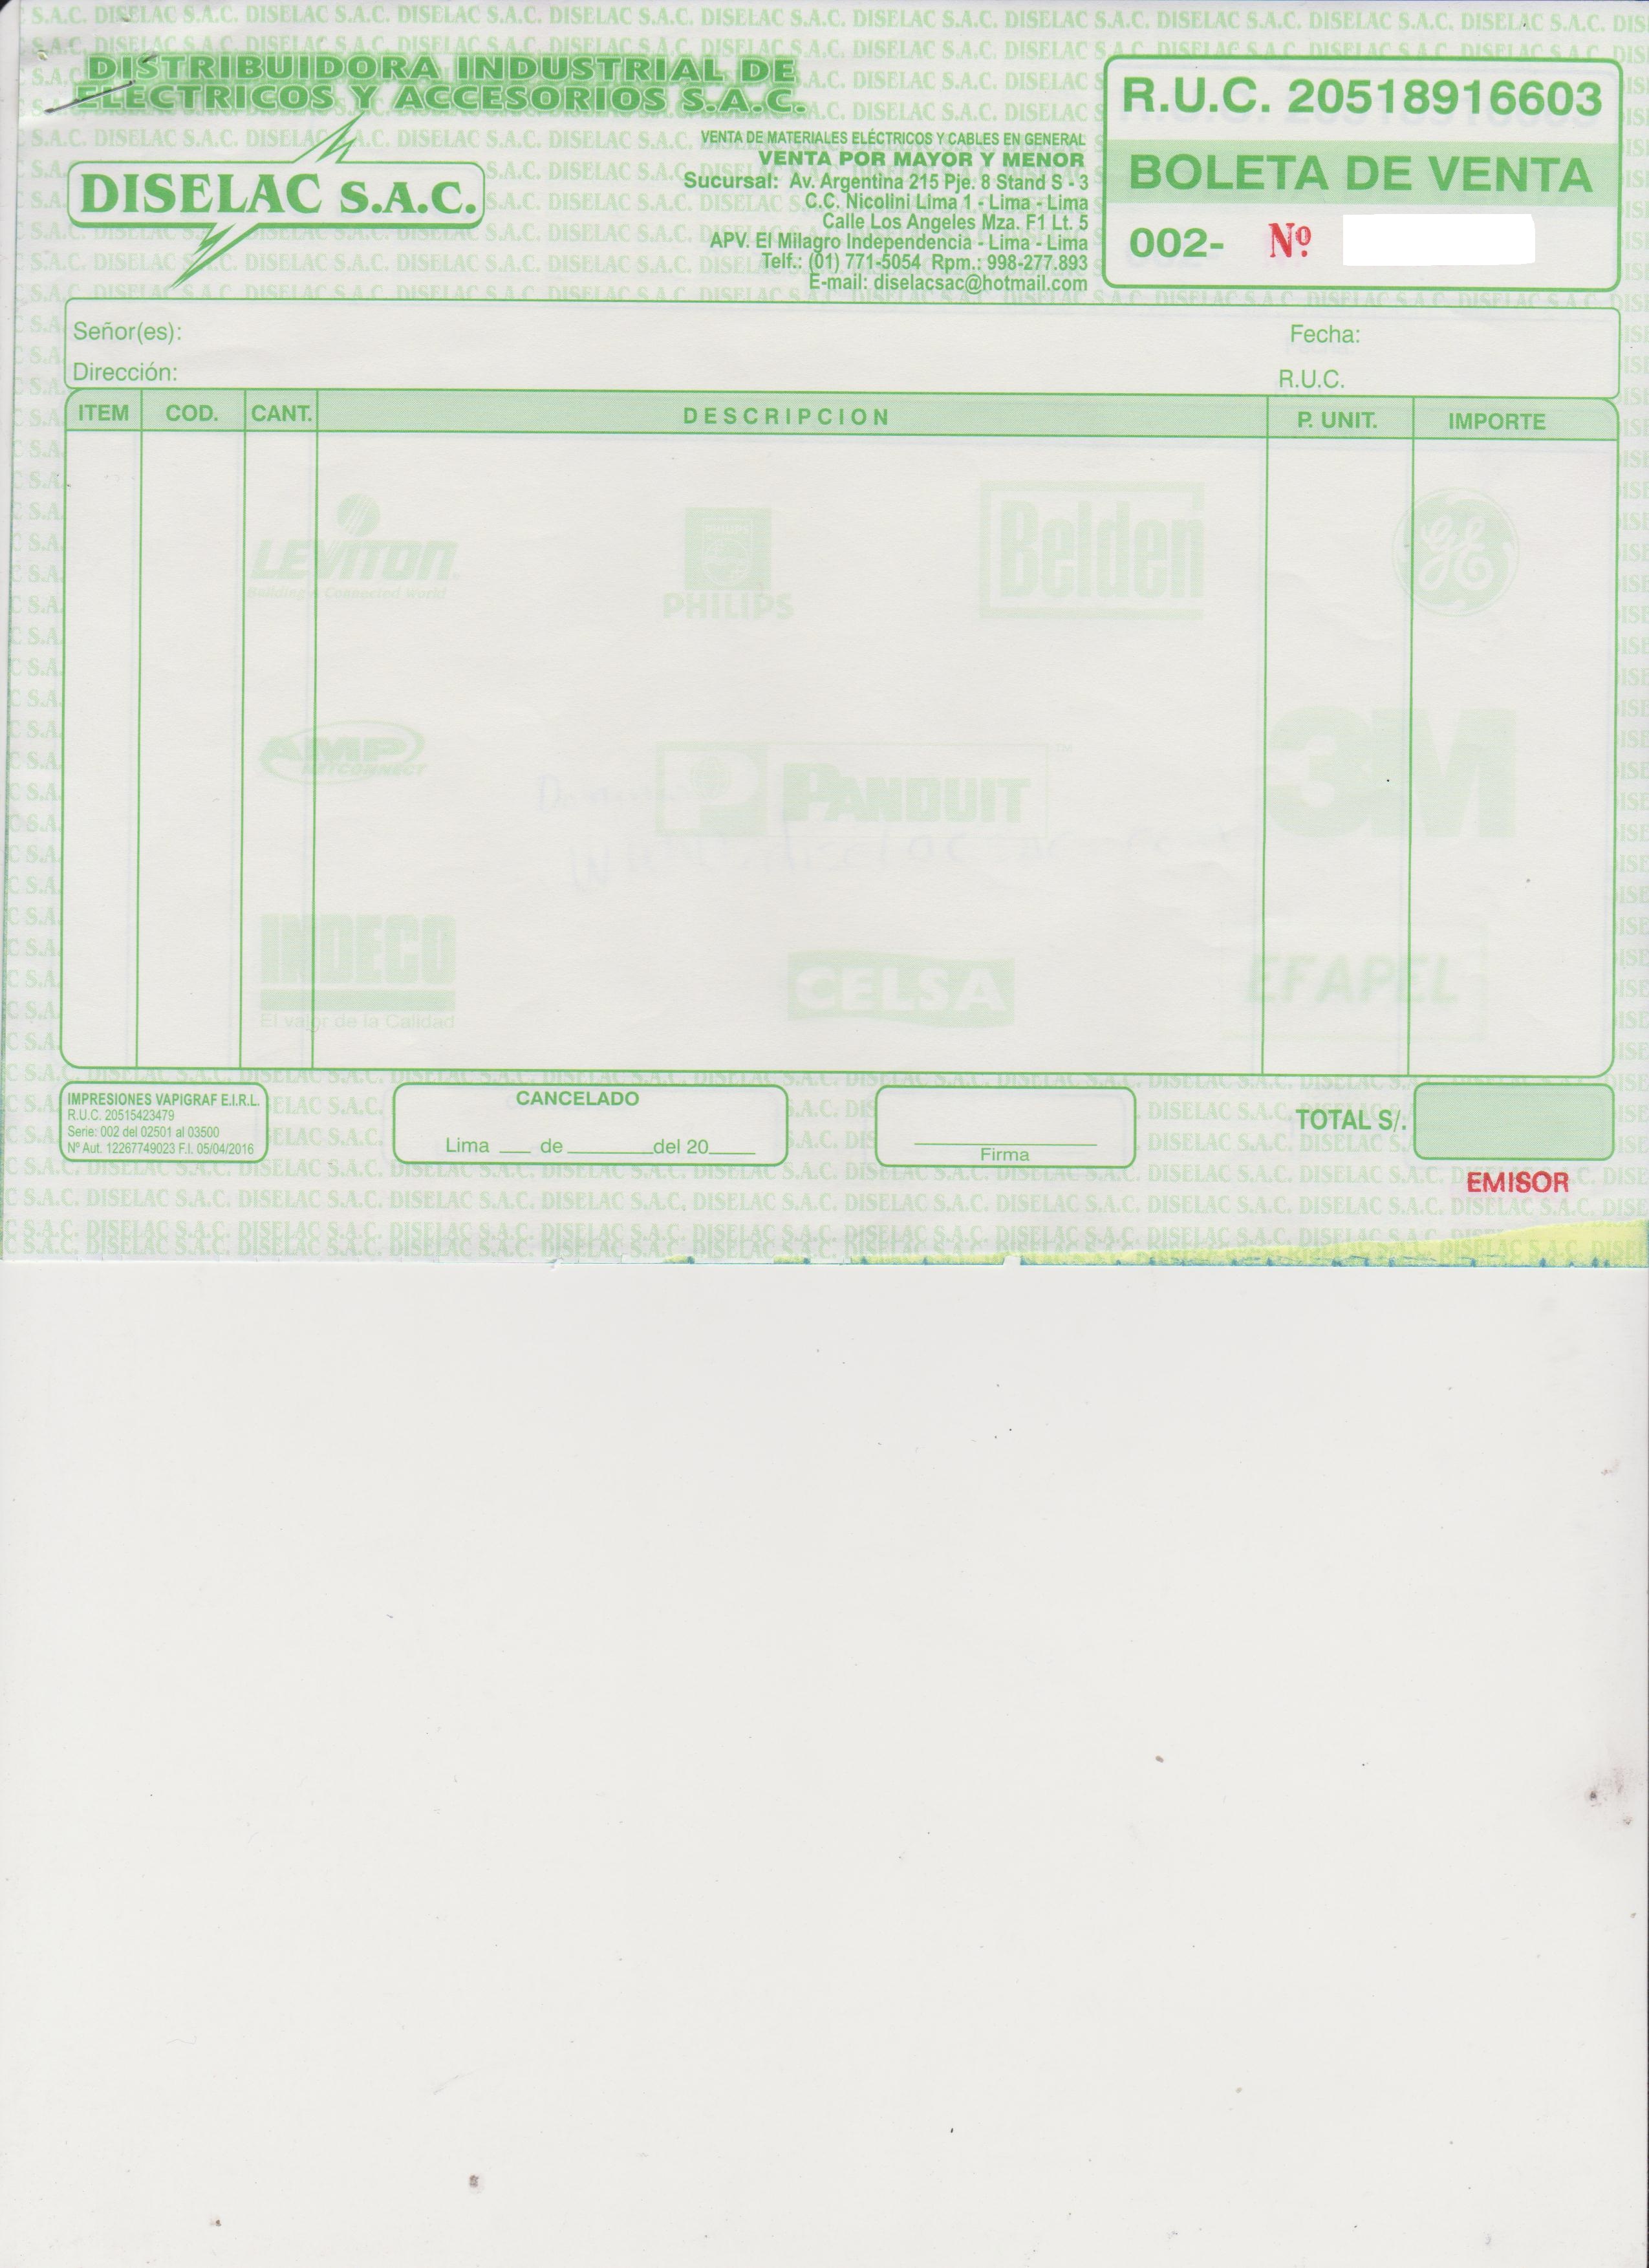 DISTRIBUIDORA INDUSTRIAL DE
ELECTRICOS Y ACCESORIOS S.A.C.
DISELAC S.A.C.
VENTA DE MATERIALES ELÉCTRICOS Y CABLES EN GENERAL
VENTA POR MAYOR Y MENOR
Sucursal: Av. Argentina 215 Pje. 8 Stand S - 3
C.C. Nicolini Lima 1 - Lima - Lima
Calle Los Angeles Mza. F1 Lt. 5
APV. El Milagro Independencia - Lima - Lima
Telf.: (01) 771-5054 Rpm.: 998-277.893
E-mail: diselacsac@hotmail.com
R.U.C. 20518916603
BOLETA DE VENTA
002- Nº
Señor(es):
Fecha:
Dirección:
R.U.C.
ITEM COD. CANT. DESCRIPCION P. UNIT. IMPORTE
LEVITON
Building a Connected World
PHILIPS
PHILIPS
Belden
GE
AMP
NETCONNECT
P PANDUIT TM
3M
INDECO
El valor de la Calidad
CELSA
EFAPEL
IMPRESIONES VAPIGRAF E.I.R.L.
R.U.C. 20515423479
Serie: 002 del 02501 al 03500
Nº Aut. 12267749023 F.I. 05/04/2016
CANCELADO
Lima ___ de ________ del 20____
Firma
TOTAL S/.
EMISOR